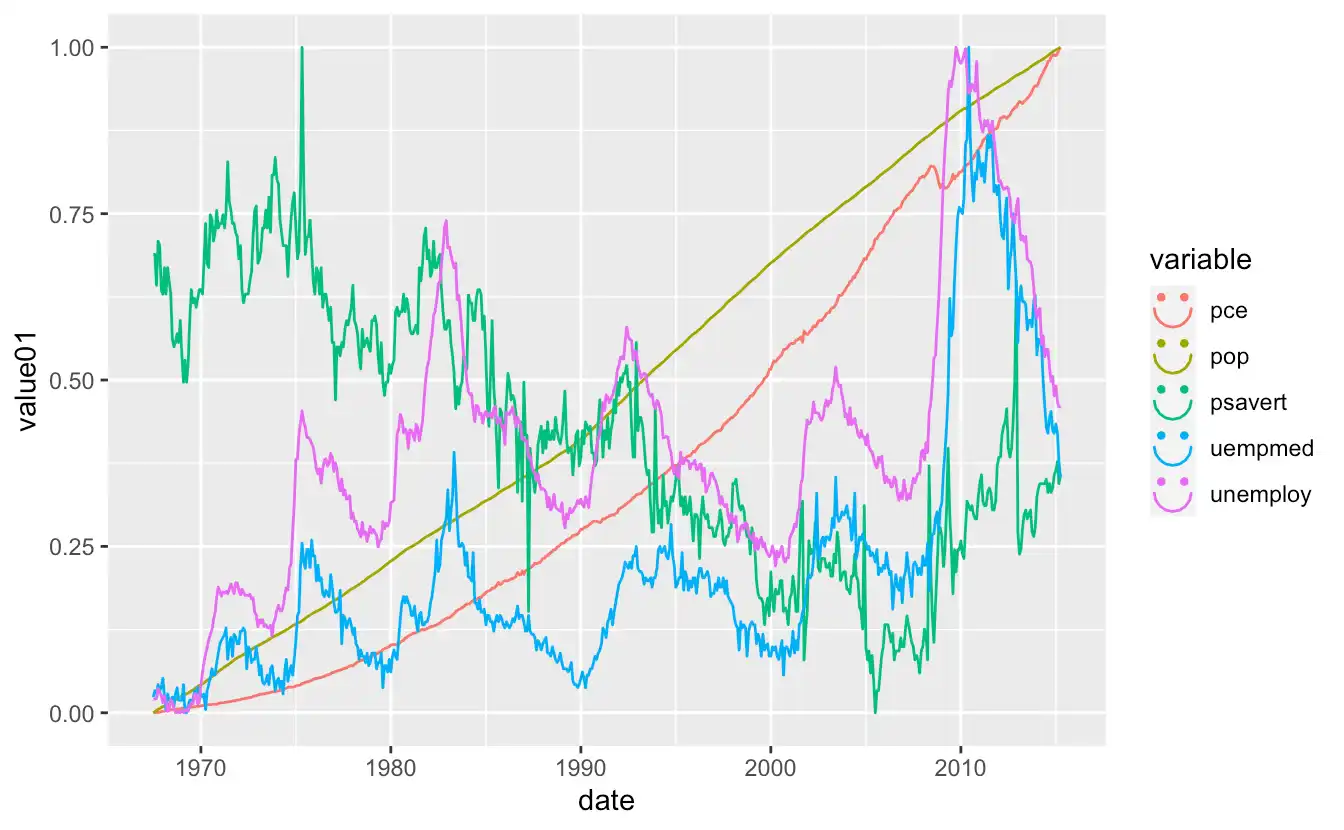 1.00
0.75
0.50
0.25
0.00
value01
1970
1980
1990
2000
2010
date
variable
pce
pop
psavert
uempmed
unemploy